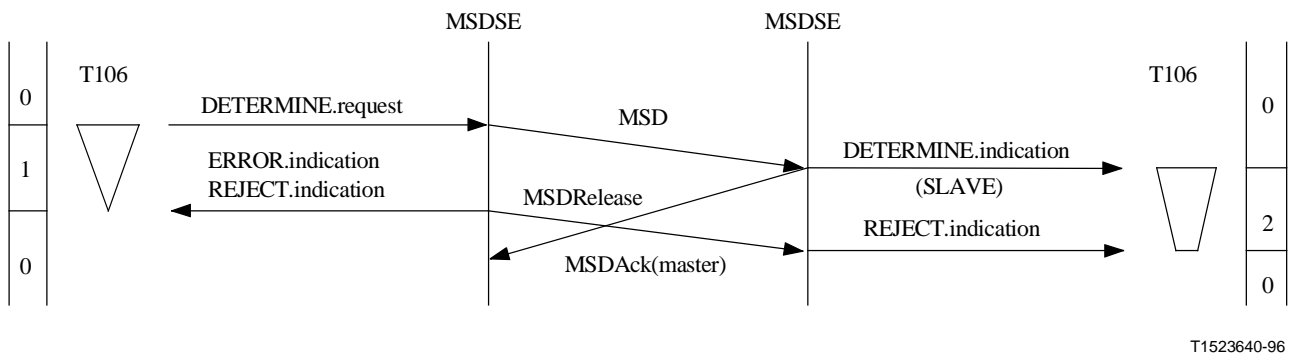 MSDSE
MSDSE
T106
T106
0
0
DETERMINE.request
MSD
DETERMINE.indication
(SLAVE)
1
ERROR.indication
REJECT.indication
MSDRelease
REJECT.indication
2
MSDAck(master)
0
0
T1523640-96